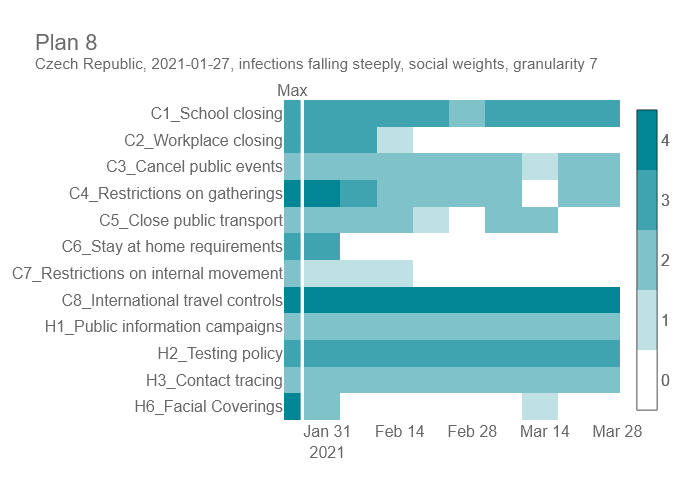 Plan 8
Czech Republic, 2021-01-27, infections falling steeply, social weights, granularity 7
Max
C1_School closing
C2_Workplace closing
C3_Cancel public events
C4_Restrictions on gatherings
C5_Close public transport
C6_Stay at home requirements
C7_Restrictions on internal movement
C8_International travel controls
H1_Public information campaigns
H2_Testing policy
H3_Contact tracing
H6_Facial Coverings
Jan 31 Feb 14 Feb 28 Mar 14 Mar 28
2021
4
3
2
1
0